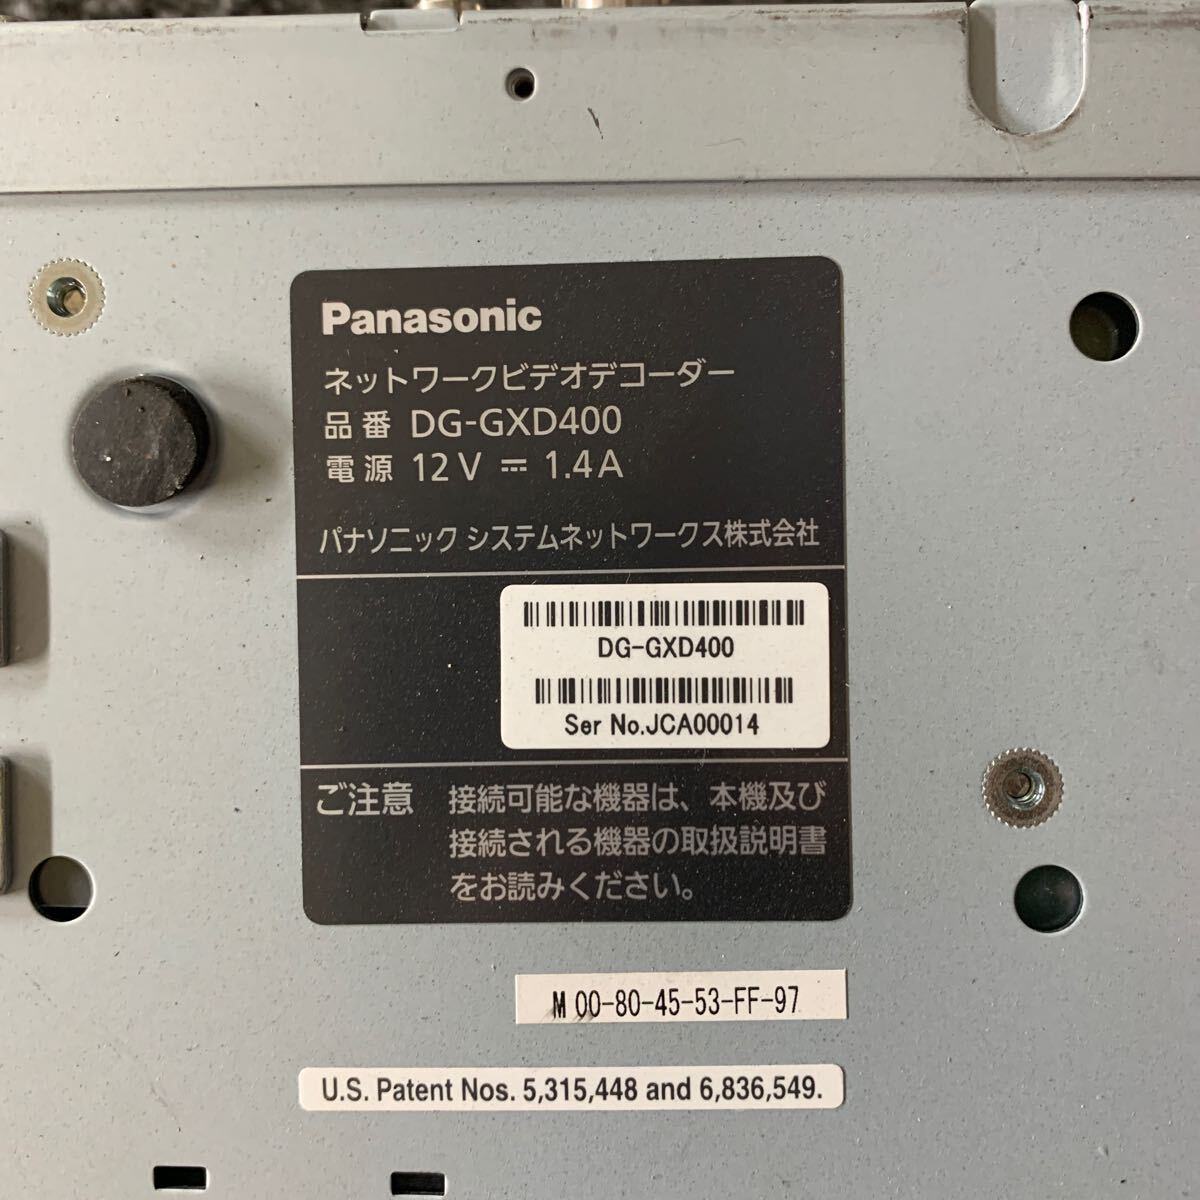 Panasonic
ネットワークビデオデコーダー
品番 DG-GXD400
電源 12V ⎓ 1.4A
パナソニック システムネットワークス株式会社
DG-GXD400
Ser No.JCA00014
ご注意 接続可能な機器は、本機及び
接続される機器の取扱説明書
をお読みください。
M 00-80-45-53-FF-97
U.S. Patent Nos. 5,315,448 and 6,836,549.